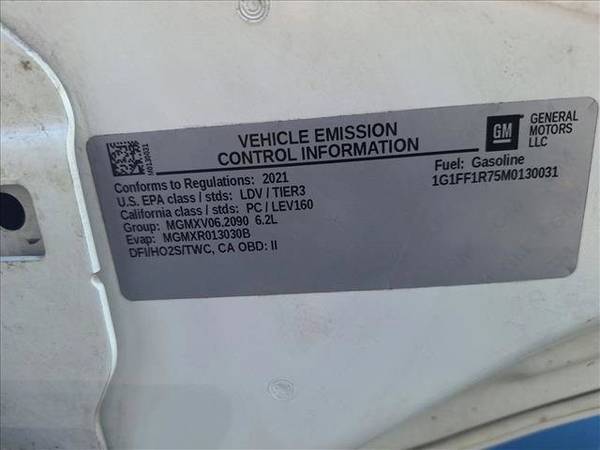 VEHICLE EMISSION
CONTROL INFORMATION
GM
GENERAL
MOTORS
LLC
Fuel: Gasoline
1G1FF1R75M0130031
M0130031
Conforms to Regulations: 2021
U.S. EPA class / stds: LDV / TIER3
California class / stds: PC / LEV160
Group: MGMXV06.2090 6.2L
Evap: MGMXR013030B
DFI/HO2S/TWC, CA OBD: II